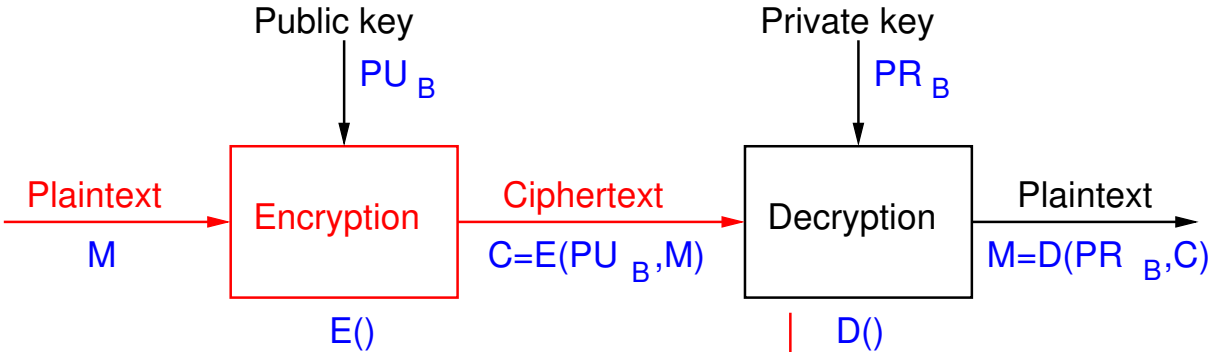 Public key
Private key
PU B
PR B
Plaintext
Encryption
Ciphertext
Decryption
Plaintext
M
C=E(PU B,M)
M=D(PR B,C)
E()
D()